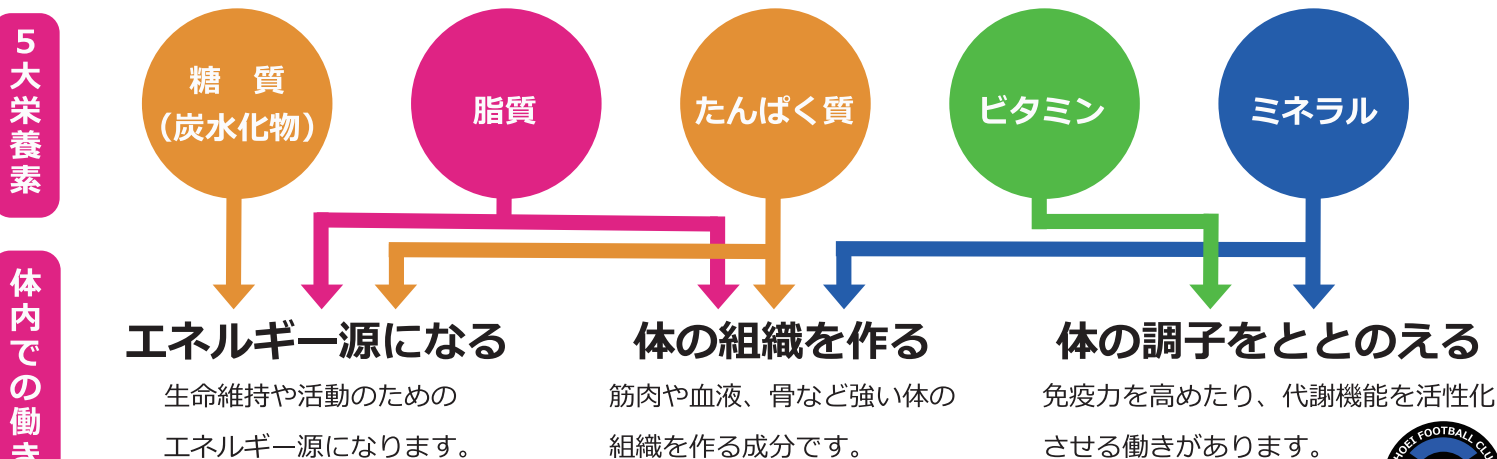 5大栄養素
糖　質
（炭水化物）
脂質
たんぱく質
ビタミン
ミネラル
体内での働き
エネルギー源になる
体の組織を作る
体の調子をととのえる
生命維持や活動のための
エネルギー源になります。
筋肉や血液、骨など強い体の
組織を作る成分です。
免疫力を高めたり、代謝機能を活性化
させる働きがあります。
FOOTBALL